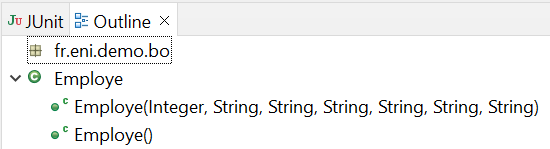 JUnit Outline
fr.eni.demo.bo
Employe
Employe(Integer, String, String, String, String, String, String)
Employe()